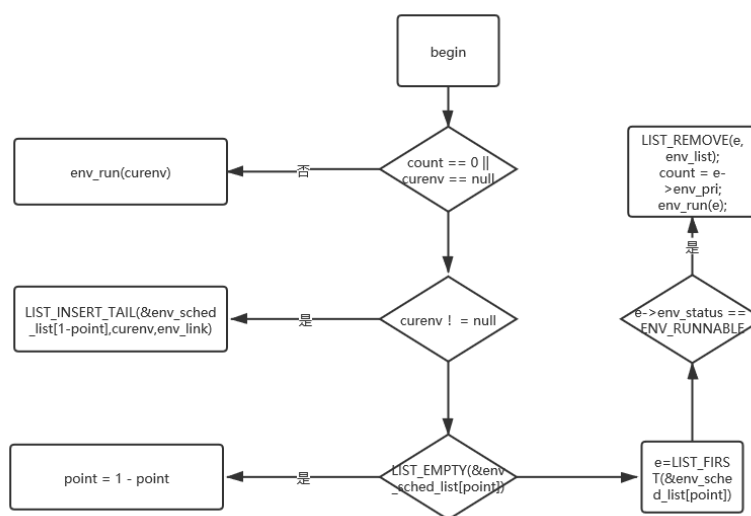 begin
count == 0 ||
curenv == null
否
env_run(curenv)
curenv ! = null
是
LIST_INSERT_TAIL(&env_sched
_list[1-point],curenv,env_link)
LIST_EMPTY(&env
_sched_list[point])
是
point = 1 - point
e=LIST_FIRS
T(&env_sche
d_list[point])
e->env_status ==
ENV_RUNNABLE
是
LIST_REMOVE(e,
env_list);
count = e-
>env_pri;
env_run(e);